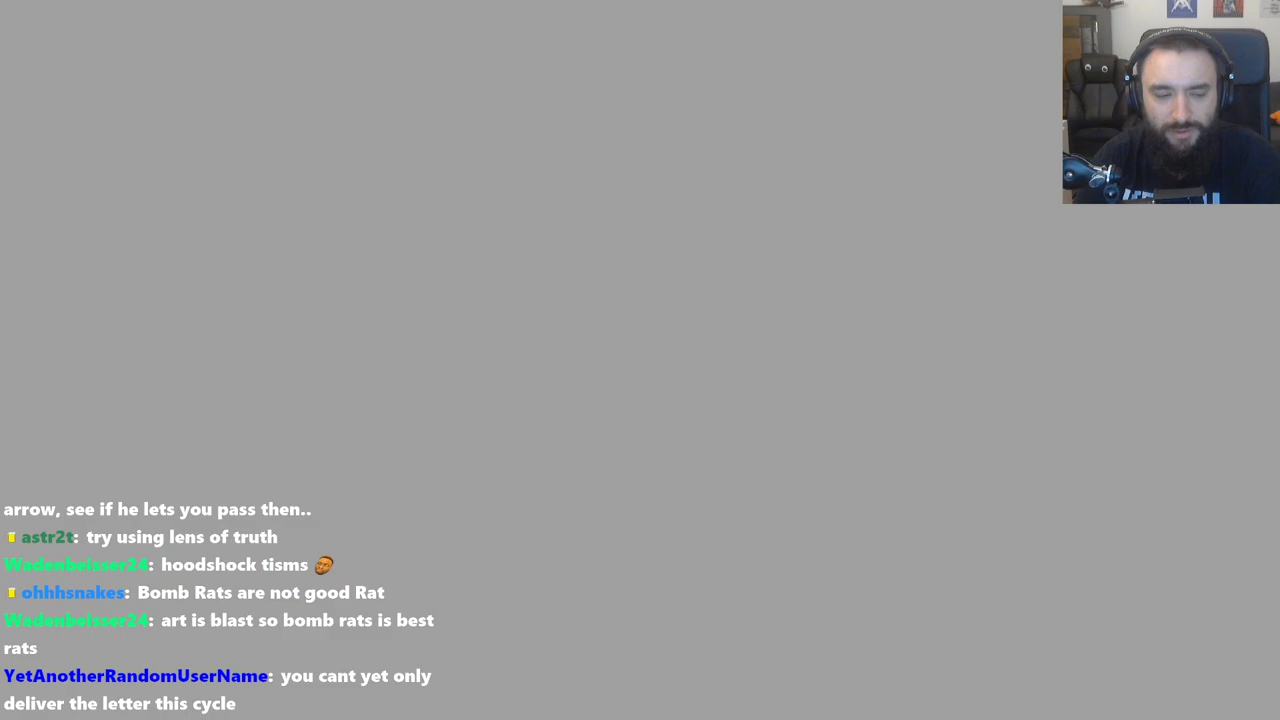 arrow, see if he lets you pass then..
astr2t: try using lens of truth
Wadenbeisser24: hoodshock tisms
ohhhsnakes: Bomb Rats are not good Rat
Wadenbeisser24: art is blast so bomb rats is best
rats
YetAnotherRandomUserName: you cant yet only
deliver the letter this cycle